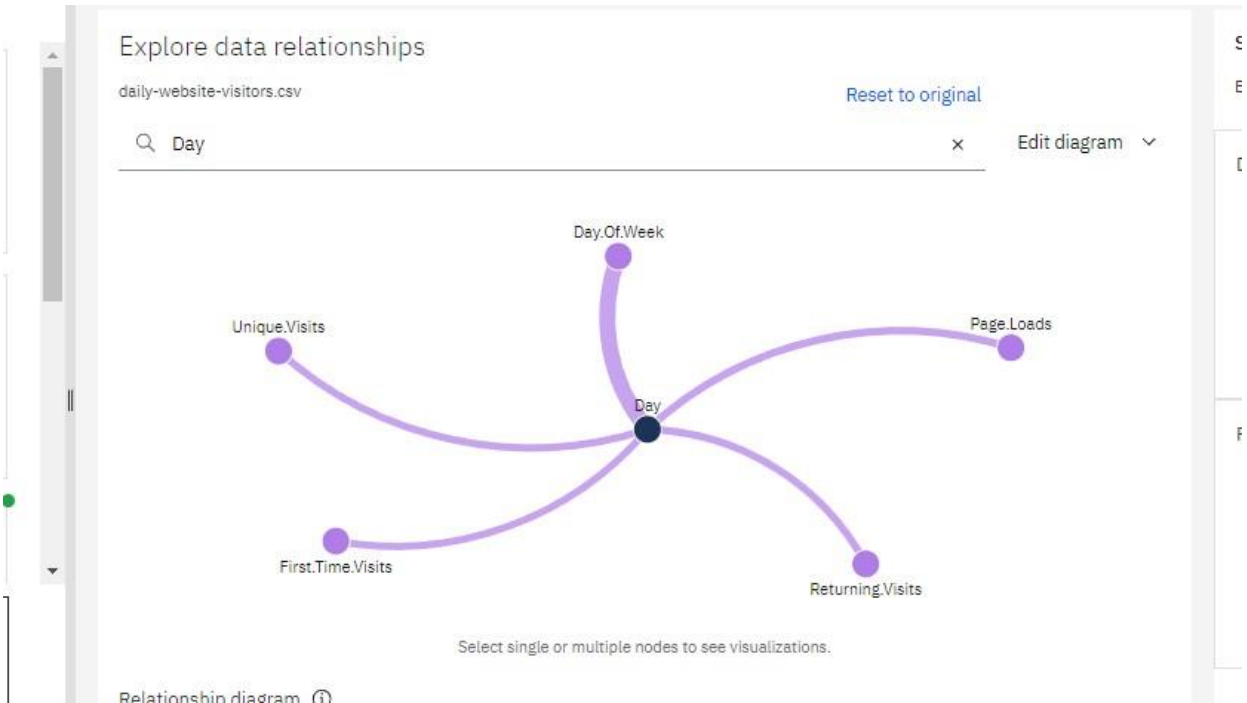 Explore data relationships
daily-website-visitors.csv
Reset to original
Day
Edit diagram
Day.Of.Week
Unique.Visits
Page.Loads
Day
First.Time.Visits
Returning.Visits
Select single or multiple nodes to see visualizations.
Relationship diagram